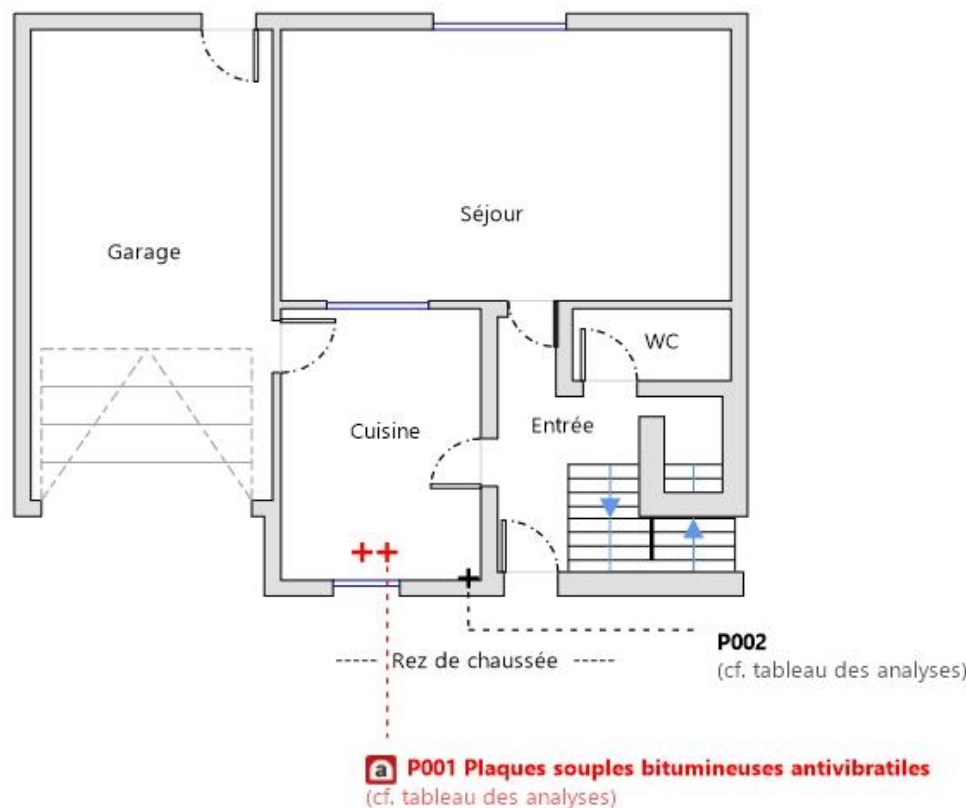 Séjour
Garage
WC
Cuisine
Entrée
P002
(cf. tableau des analyses)
Rez de chaussée
a P001 Plaques souples bitumineuses antivibratiles
(cf. tableau des analyses)